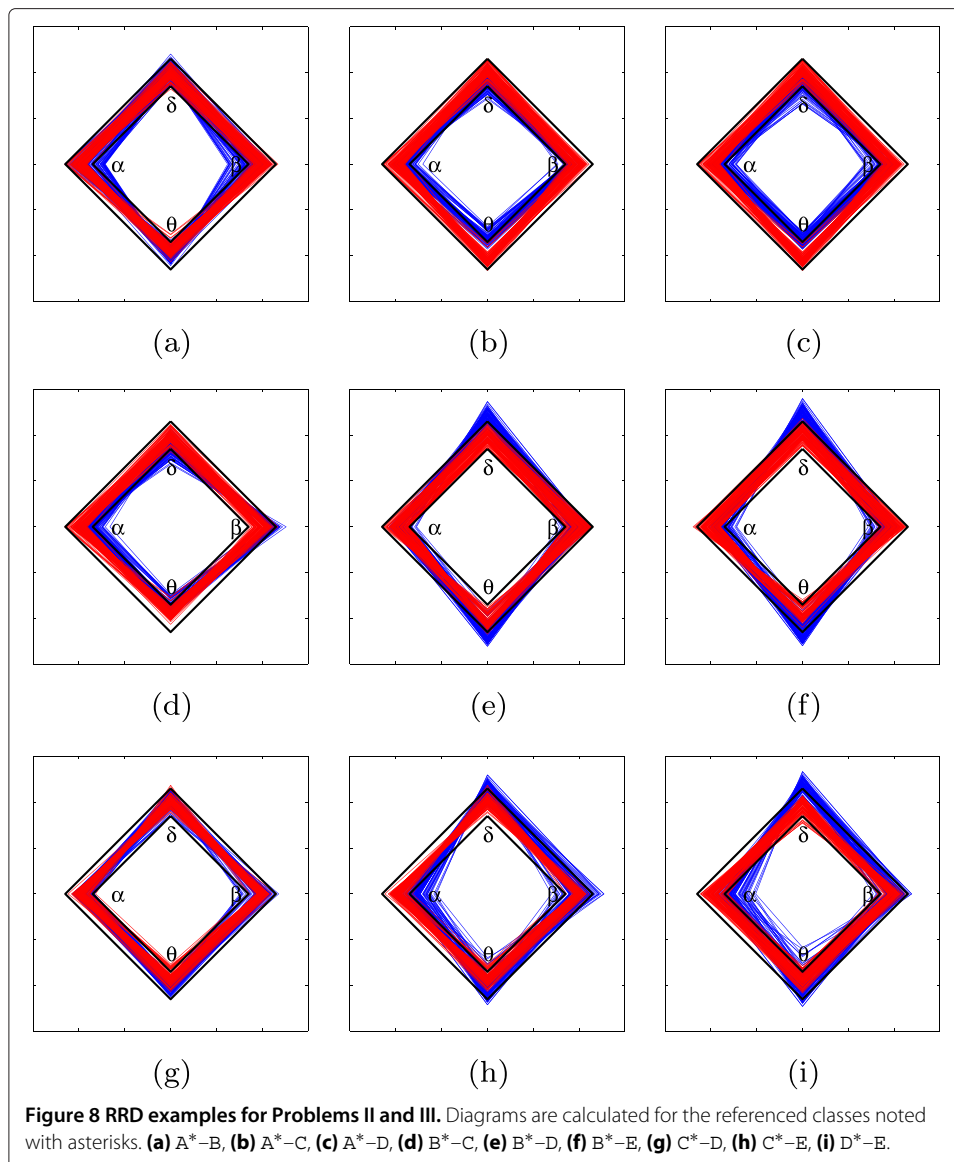 δ
α β
θ
δ
α β
θ
δ
α β
θ
(a) (b) (c)
δ
α β
θ
δ
α β
θ
δ
α β
θ
(d) (e) (f)
δ
α β
θ
δ
α β
θ
δ
α β
θ
(g) (h) (i)
Figure 8 RRD examples for Problems II and III. Diagrams are calculated for the referenced classes noted
with asterisks. (a) A*–B, (b) A*–C, (c) A*–D, (d) B*–C, (e) B*–D, (f) B*–E, (g) C*–D, (h) C*–E, (i) D*–E.